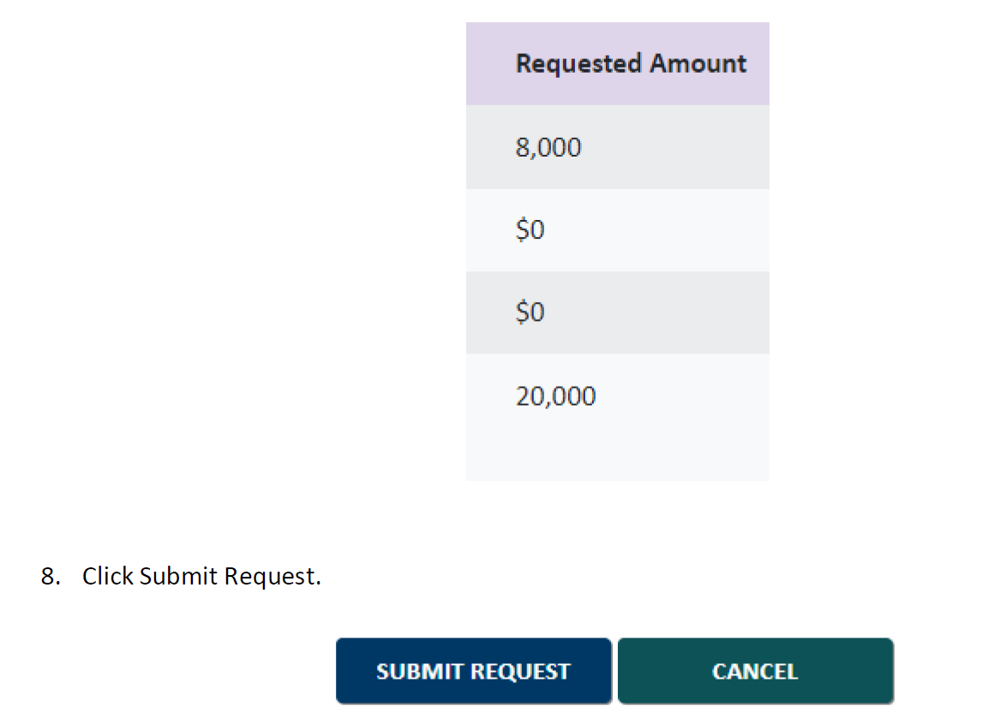 Requested Amount
8,000
$0
$0
20,000
8. Click Submit Request.
SUBMIT REQUEST
CANCEL